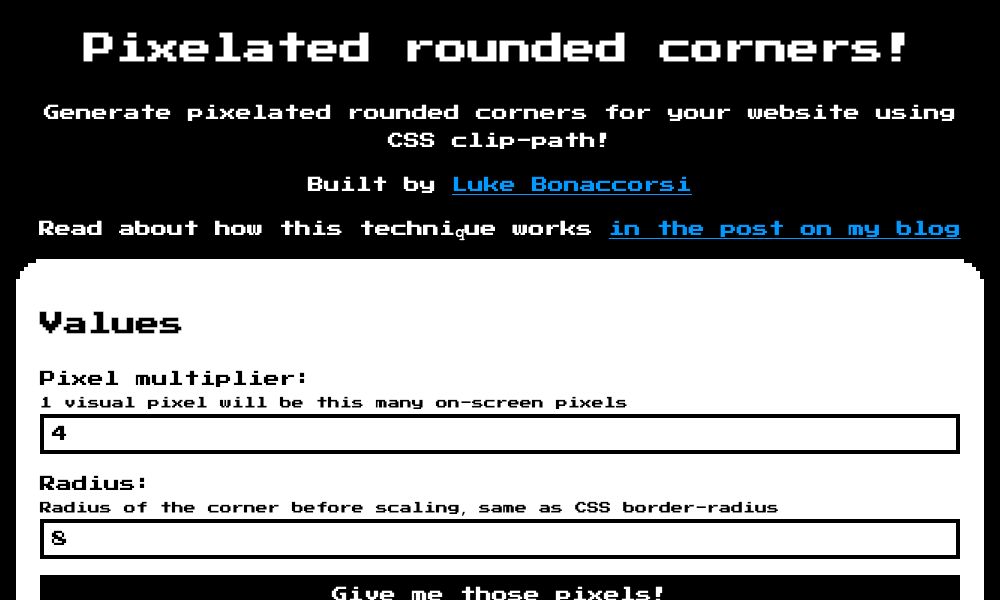 Pixelated rounded corners!
Generate pixelated rounded corners for your website using
CSS clip-path!
Built by Luke Bonaccorsi
Read about how this technique works in the post on my blog
Values
Pixel multiplier:
1 visual pixel will be this many on-screen pixels
4
Radius:
Radius of the corner before scaling, same as CSS border-radius
8
Give me those pixels!